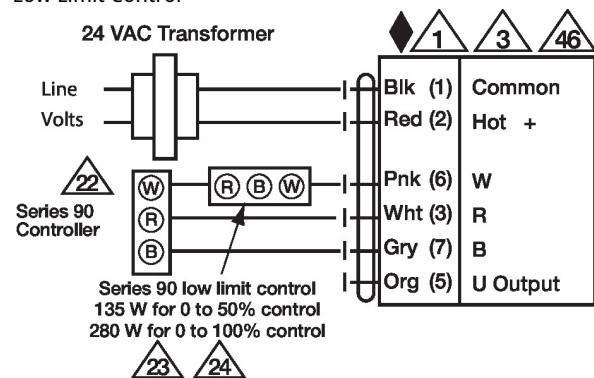 Low Limit Control
24 VAC Transformer
1 3 46
Line
Volts
Blk (1) Common
Red (2) Hot +
22
Series 90
Controller
W
R
B
R B W
Pnk (6) W
Wht (3) R
Gry (7) B
Org (5) U Output
Series 90 low limit control
135 W for 0 to 50% control
280 W for 0 to 100% control
23 24